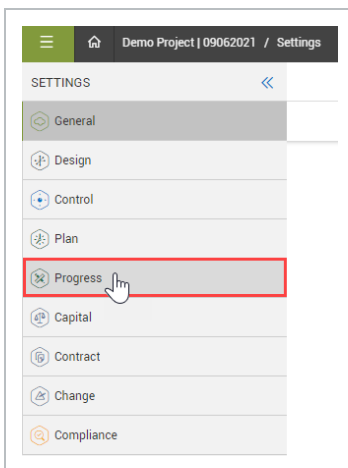 Demo Project | 09062021 / Settings
SETTINGS
General
Design
Control
Plan
Progress
Capital
Contract
Change
Compliance